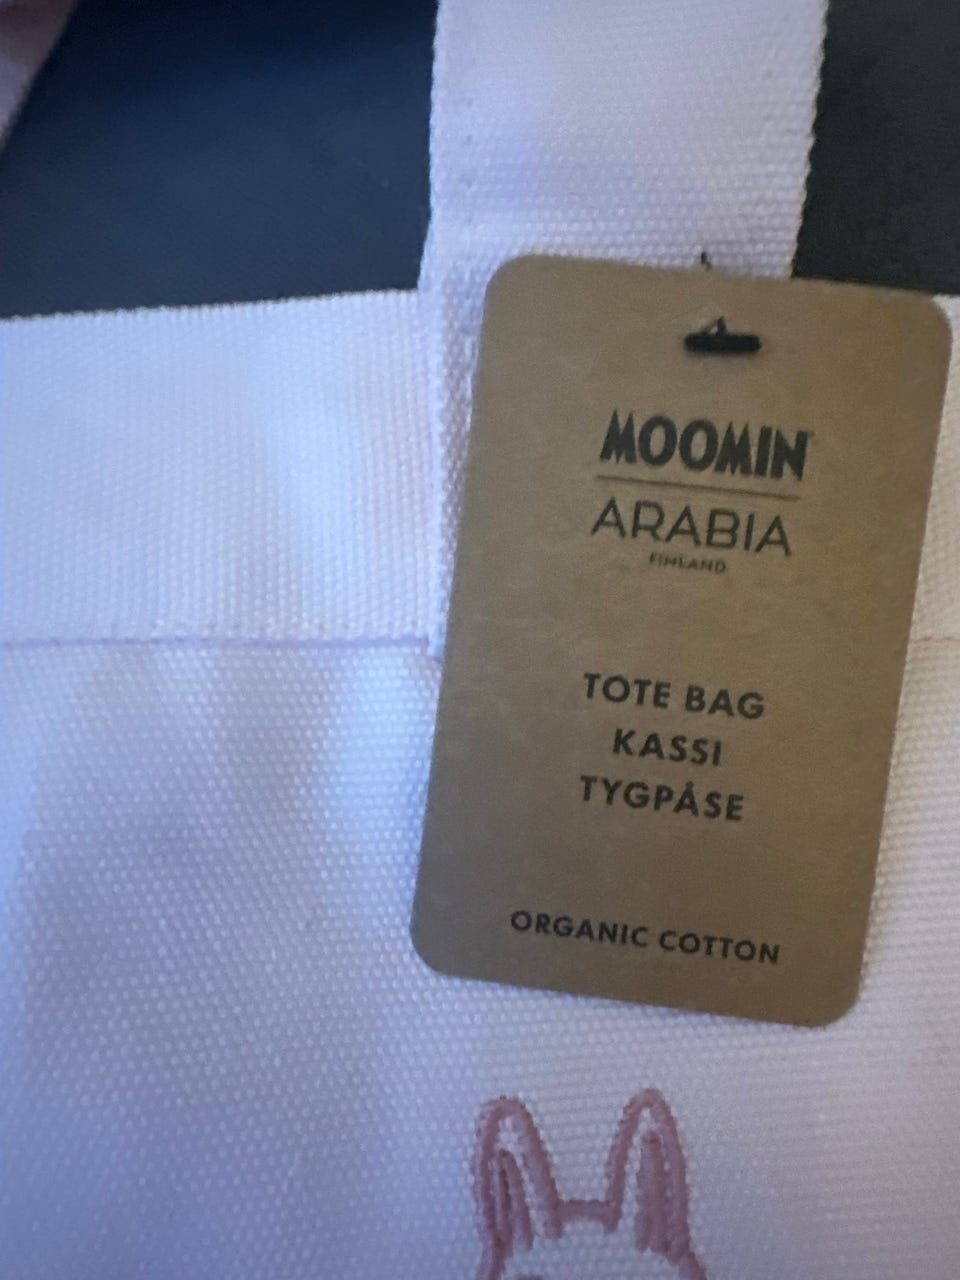 MOOMIN
ARABIA
FINLAND
TOTE BAG
KASSI
TYGPÅSE
ORGANIC COTTON